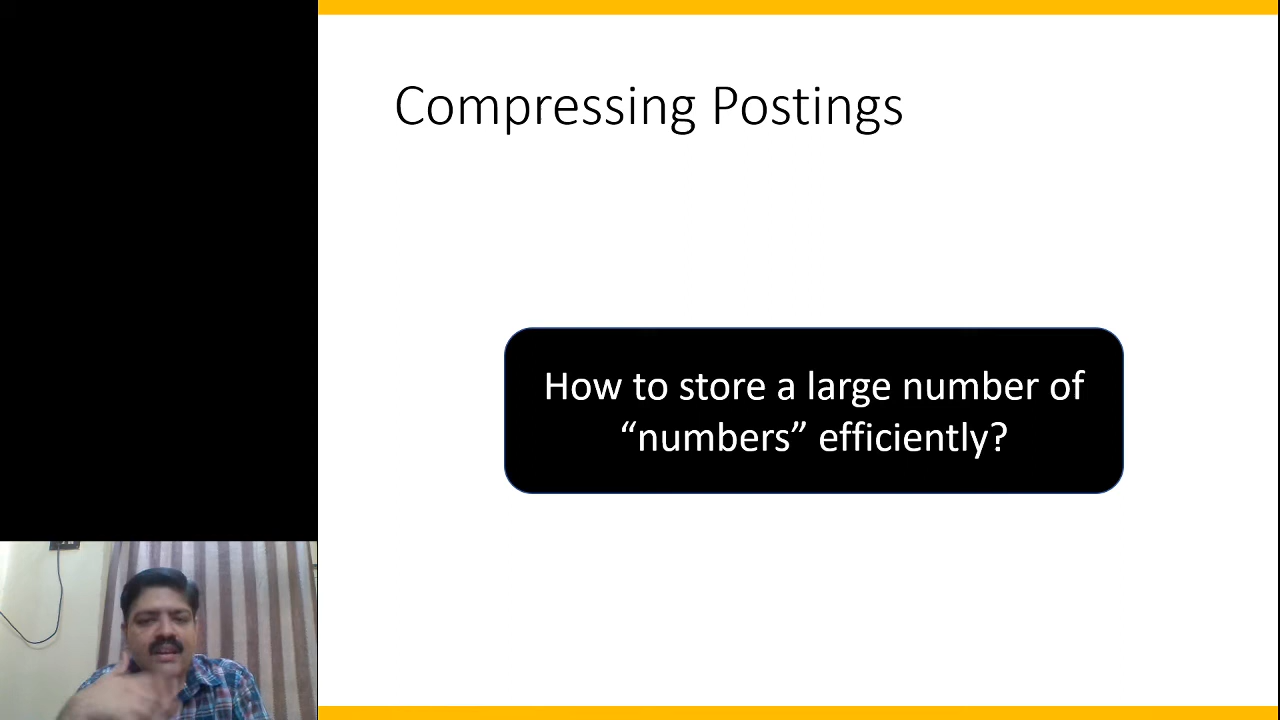 Compressing Postings
How to store a large number of
“numbers” efficiently?